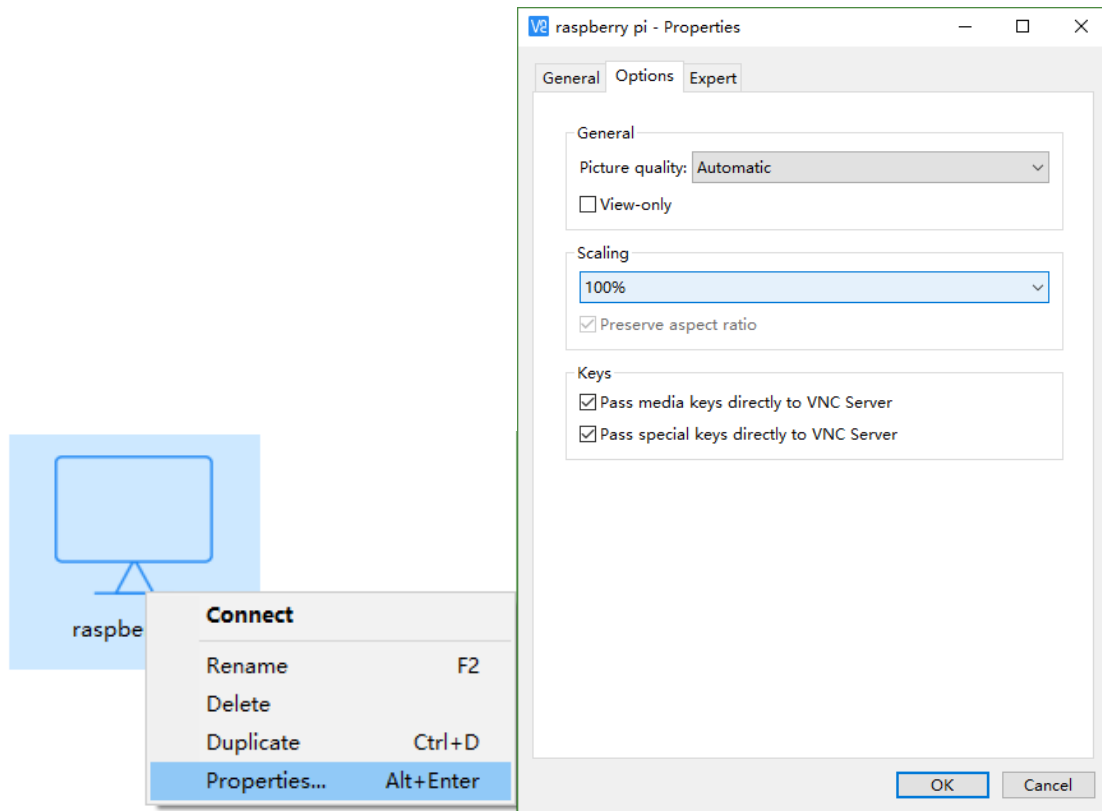 raspberry pi - Properties
General Options Expert
General
Picture quality: Automatic
View-only
Scaling
100%
Preserve aspect ratio
Keys
Pass media keys directly to VNC Server
Pass special keys directly to VNC Server
OK Cancel
raspbe
Connect
Rename F2
Delete
Duplicate Ctrl+D
Properties... Alt+Enter